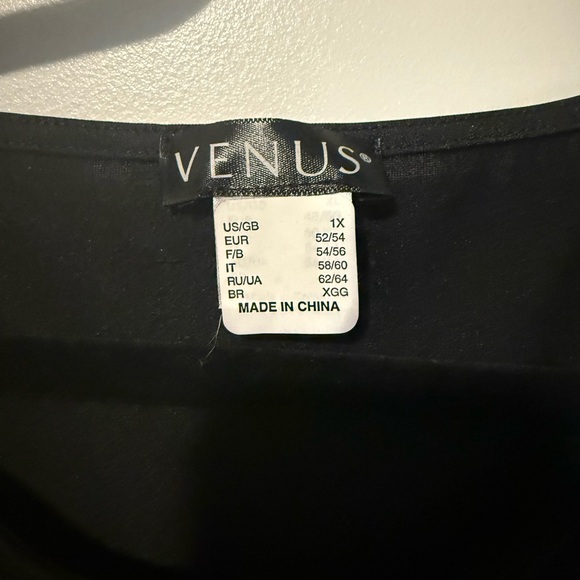 VENUS®
US/GB 1X
EUR 52/54
F/B 54/56
IT 58/60
RU/UA 62/64
BR XGG
MADE IN CHINA